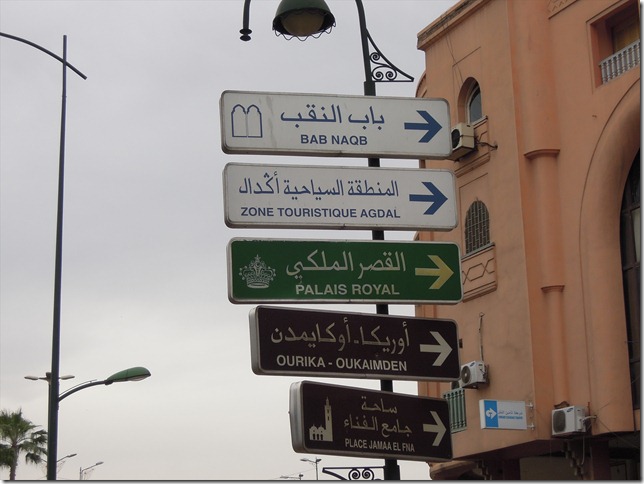 باب النقب
BAB NAQB
المنطقة السياحية أڭدال
ZONE TOURISTIQUE AGDAL
القصر الملكي
PALAIS ROYAL
أوريكا-أوكايمدن
OURIKA - OUKAIMDEN
ساحة
جامع الفناء
PLACE JAMAA EL FNA